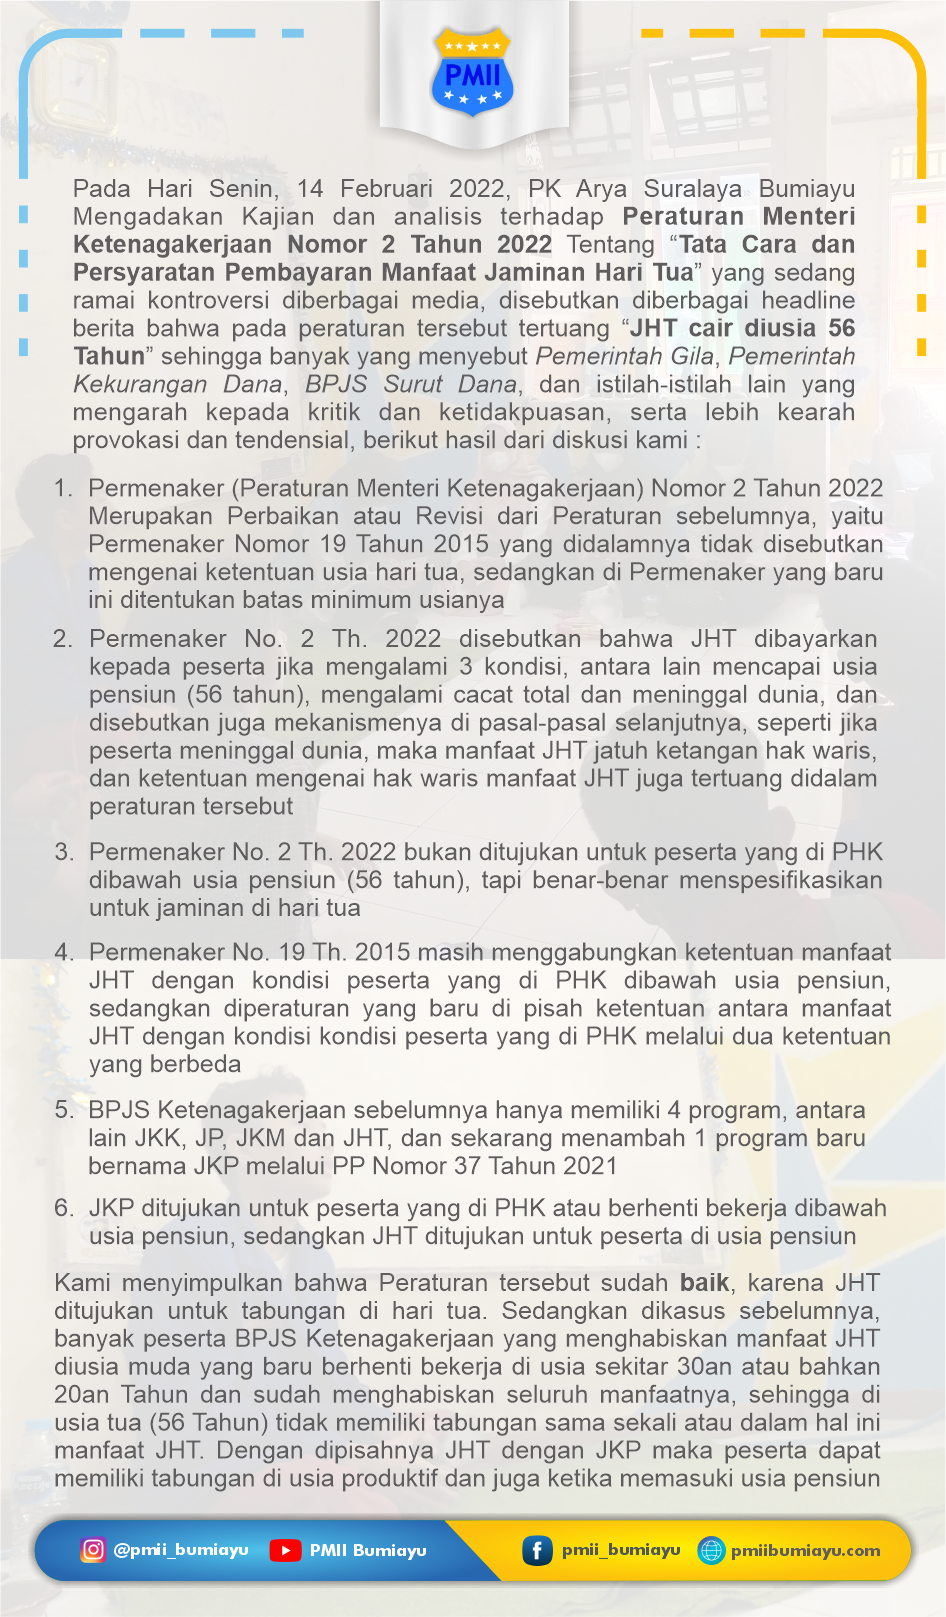 PMII
Pada Hari Senin, 14 Februari 2022, PK Arya Suralaya Bumiayu
Mengadakan Kajian dan analisis terhadap Peraturan Menteri
Ketenagakerjaan Nomor 2 Tahun 2022 Tentang “Tata Cara dan
Persyaratan Pembayaran Manfaat Jaminan Hari Tua” yang sedang
ramai kontroversi diberbagai media, disebutkan diberbagai headline
berita bahwa pada peraturan tersebut tertuang “JHT cair diusia 56
Tahun” sehingga banyak yang menyebut Pemerintah Gila, Pemerintah
Kekurangan Dana, BPJS Surut Dana, dan istilah-istilah lain yang
mengarah kepada kritik dan ketidakpuasan, serta lebih kearah
provokasi dan tendensial, berikut hasil dari diskusi kami :
1. Permenaker (Peraturan Menteri Ketenagakerjaan) Nomor 2 Tahun 2022
Merupakan Perbaikan atau Revisi dari Peraturan sebelumnya, yaitu
Permenaker Nomor 19 Tahun 2015 yang didalamnya tidak disebutkan
mengenai ketentuan usia hari tua, sedangkan di Permenaker yang baru
ini ditentukan batas minimum usianya
2. Permenaker No. 2 Th. 2022 disebutkan bahwa JHT dibayarkan
kepada peserta jika mengalami 3 kondisi, antara lain mencapai usia
pensiun (56 tahun), mengalami cacat total dan meninggal dunia, dan
disebutkan juga mekanismenya di pasal-pasal selanjutnya, seperti jika
peserta meninggal dunia, maka manfaat JHT jatuh ketangan hak waris,
dan ketentuan mengenai hak waris manfaat JHT juga tertuang didalam
peraturan tersebut
3. Permenaker No. 2 Th. 2022 bukan ditujukan untuk peserta yang di PHK
dibawah usia pensiun (56 tahun), tapi benar-benar menspesifikasikan
untuk jaminan di hari tua
4. Permenaker No. 19 Th. 2015 masih menggabungkan ketentuan manfaat
JHT dengan kondisi peserta yang di PHK dibawah usia pensiun,
sedangkan diperaturan yang baru di pisah ketentuan antara manfaat
JHT dengan kondisi kondisi peserta yang di PHK melalui dua ketentuan
yang berbeda
5. BPJS Ketenagakerjaan sebelumnya hanya memiliki 4 program, antara
lain JKK, JP, JKM dan JHT, dan sekarang menambah 1 program baru
bernama JKP melalui PP Nomor 37 Tahun 2021
6. JKP ditujukan untuk peserta yang di PHK atau berhenti bekerja dibawah
usia pensiun, sedangkan JHT ditujukan untuk peserta di usia pensiun
Kami menyimpulkan bahwa Peraturan tersebut sudah baik, karena JHT
ditujukan untuk tabungan di hari tua. Sedangkan dikasus sebelumnya,
banyak peserta BPJS Ketenagakerjaan yang menghabiskan manfaat JHT
diusia muda yang baru berhenti bekerja di usia sekitar 30an atau bahkan
20an Tahun dan sudah menghabiskan seluruh manfaatnya, sehingga di
usia tua (56 Tahun) tidak memiliki tabungan sama sekali atau dalam hal ini
manfaat JHT. Dengan dipisahnya JHT dengan JKP maka peserta dapat
memiliki tabungan di usia produktif dan juga ketika memasuki usia pensiun
@pmii_bumiayu PMII Bumiayu pmii_bumiayu pmiibumiayu.com